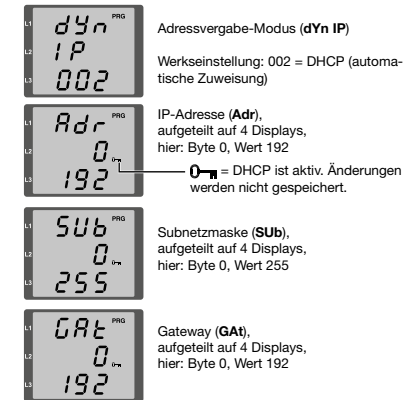 L1 dYn PRG
L2 IP
L3 002
Adressvergabe-Modus (dYn IP)
Werkseinstellung: 002 = DHCP (automa-
tische Zuweisung)
L1 Adr PRG
L2 0
L3 192
IP-Adresse (Adr),
aufgeteilt auf 4 Displays,
hier: Byte 0, Wert 192
= DHCP ist aktiv. Änderungen
werden nicht gespeichert.
L1 SUb PRG
L2 0
L3 255
Subnetzmaske (SUb),
aufgeteilt auf 4 Displays,
hier: Byte 0, Wert 255
L1 GAt PRG
L2 0
L3 192
Gateway (GAt),
aufgeteilt auf 4 Displays,
hier: Byte 0, Wert 192